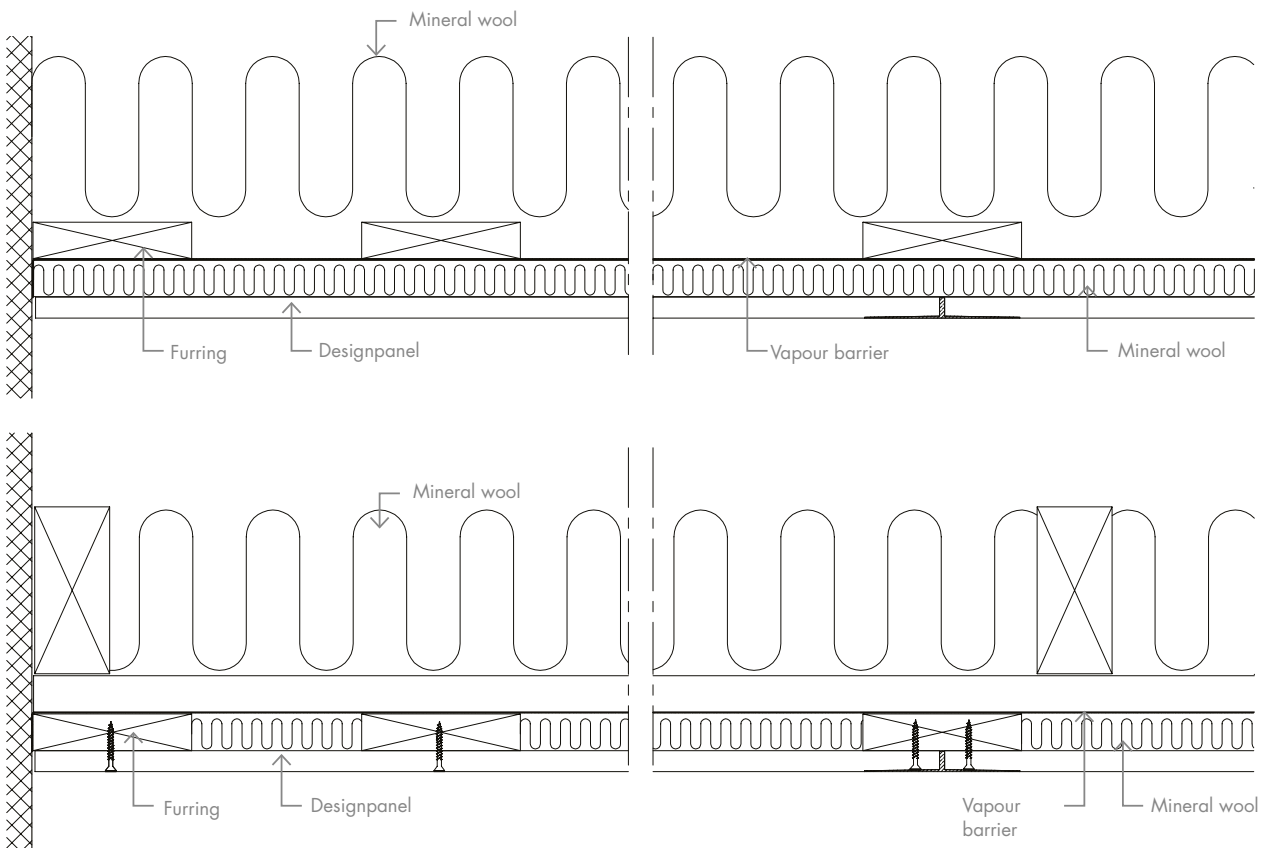 Mineral wool
Furring
Designpanel
Vapour barrier
Mineral wool
Mineral wool
Furring
Designpanel
Vapour
barrier
Mineral wool